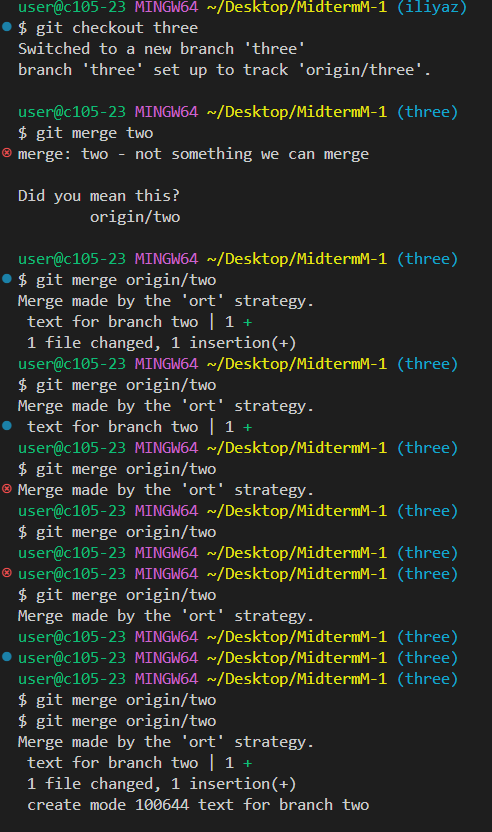 user@c105-23 MINGW64 ~/Desktop/MidtermM-1 (iliyaz)
$ git checkout three
Switched to a new branch 'three'
branch 'three' set up to track 'origin/three'.
user@c105-23 MINGW64 ~/Desktop/MidtermM-1 (three)
$ git merge two
merge: two - not something we can merge
Did you mean this?
origin/two
user@c105-23 MINGW64 ~/Desktop/MidtermM-1 (three)
$ git merge origin/two
Merge made by the 'ort' strategy.
text for branch two | 1 +
1 file changed, 1 insertion(+)
user@c105-23 MINGW64 ~/Desktop/MidtermM-1 (three)
$ git merge origin/two
Merge made by the 'ort' strategy.
text for branch two | 1 +
user@c105-23 MINGW64 ~/Desktop/MidtermM-1 (three)
$ git merge origin/two
Merge made by the 'ort' strategy.
user@c105-23 MINGW64 ~/Desktop/MidtermM-1 (three)
$ git merge origin/two
user@c105-23 MINGW64 ~/Desktop/MidtermM-1 (three)
user@c105-23 MINGW64 ~/Desktop/MidtermM-1 (three)
$ git merge origin/two
Merge made by the 'ort' strategy.
user@c105-23 MINGW64 ~/Desktop/MidtermM-1 (three)
user@c105-23 MINGW64 ~/Desktop/MidtermM-1 (three)
user@c105-23 MINGW64 ~/Desktop/MidtermM-1 (three)
$ git merge origin/two
$ git merge origin/two
Merge made by the 'ort' strategy.
text for branch two | 1 +
1 file changed, 1 insertion(+)
create mode 100644 text for branch two